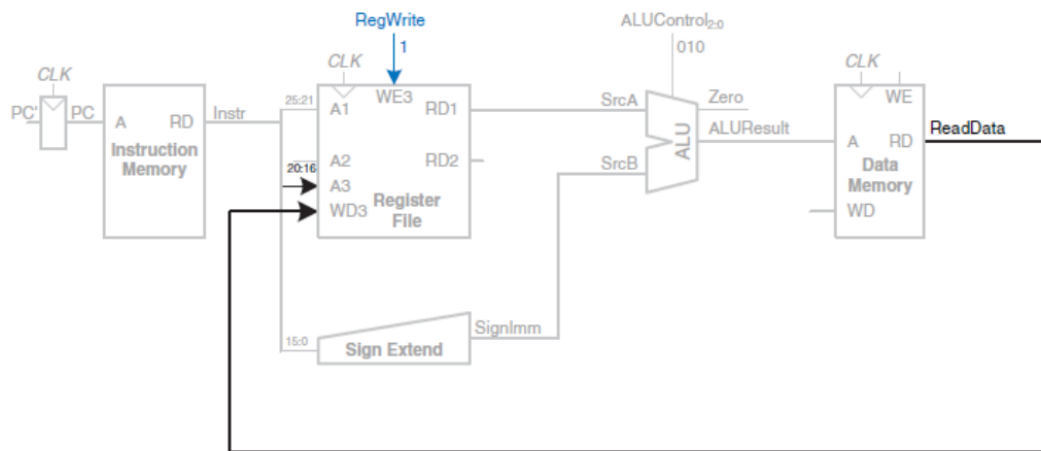 RegWrite
1
ALUControl2:0
010
CLK
PC'
PC
A
RD
Instruction
Memory
Instr
25:21
20:16
15:0
CLK
WE3
A1
RD1
A2
RD2
A3
WD3
Register
File
Sign Extend
SignImm
SrcA
SrcB
ALU
Zero
ALUResult
CLK
WE
A
RD
Data
Memory
WD
ReadData